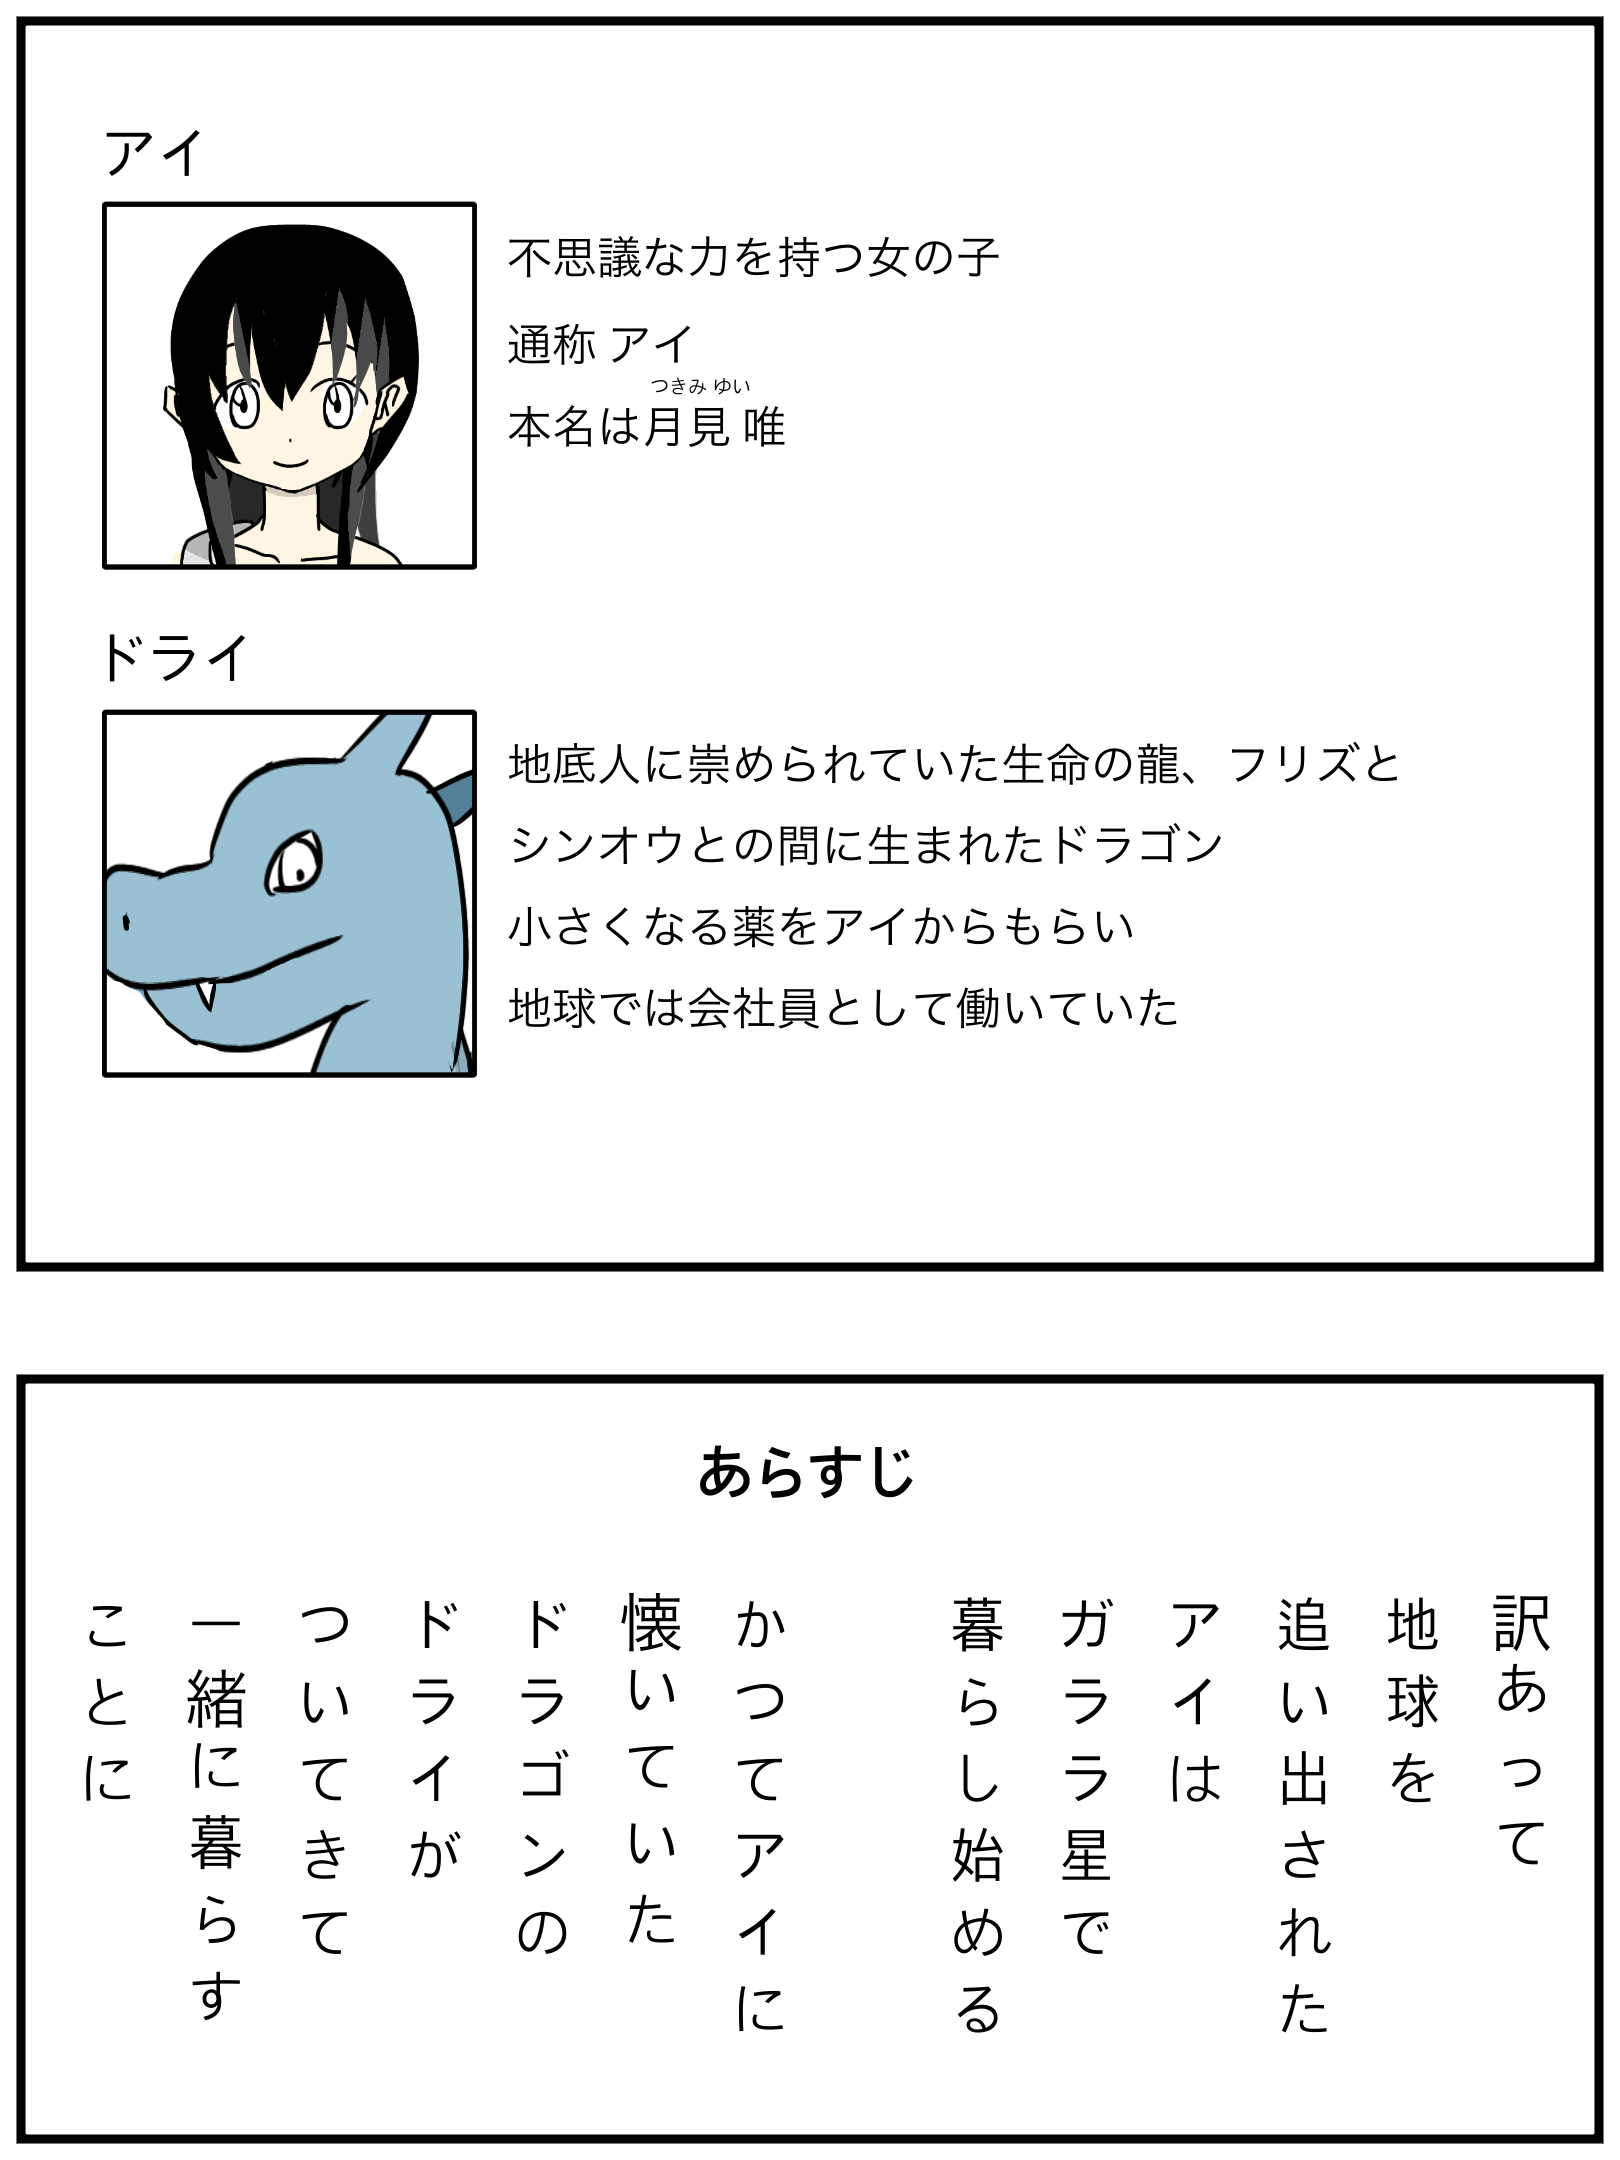 アイ
不思議な力を持つ女の子
通称 アイ
つきみ ゆい
本名は月見 唯
ドライ
地底人に崇められていた生命の龍、フリズと
シンオウとの間に生まれたドラゴン
小さくなる薬をアイからもらい
地球では会社員として働いていた
あらすじ
訳あって
地球を
追い出された
アイは
ガララ星で
暮らし始める
かつてアイに
懐いていた
ドラゴンの
ドライが
ついてきて
一緒に暮らす
ことに